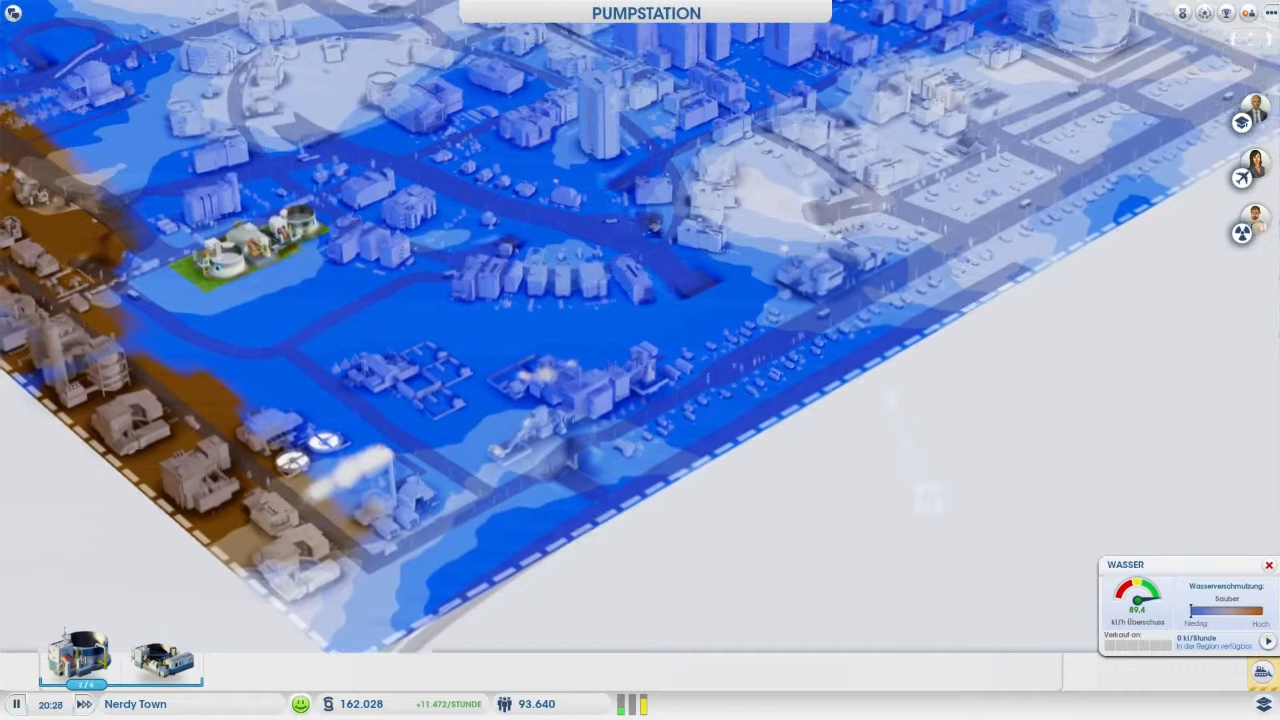 PUMPSTATION
WASSER
89,4
kl/h Überschuss
Wasserverschmutzung:
Sauber
Niedrig
Hoch
Verkauf an:
0 kl/Stunde
In der Region verfügbar
20:28
Nerdy Town
162.028
+11.472/STUNDE
93.640